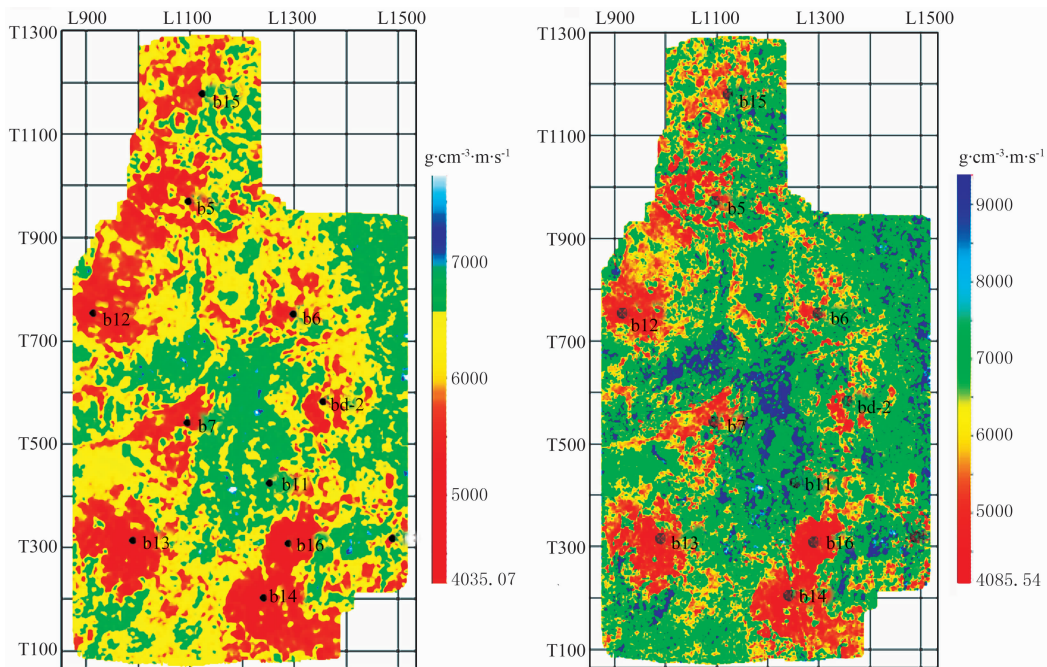 L900 L1100 L1300 L1500
T1300
T1100
T900
T700
T500
T300
T100
b15
b5
b12
b6
bd-2
b7
b11
b13
b16
b14
g·cm⁻³·m·s⁻¹
7000
6000
5000
4035.07
L900 L1100 L1300 L1500
T1300
T1100
T900
T700
T500
T300
T100
b15
b5
b12
b6
bd-2
b7
b11
b13
b16
b14
g·cm⁻³·m·s⁻¹
9000
8000
7000
6000
5000
4085.54